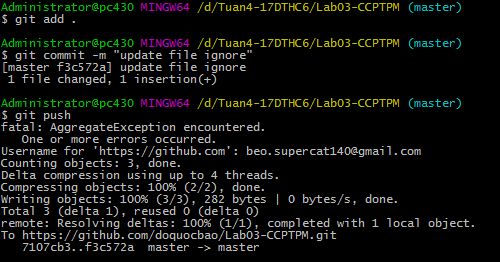 Administrator@pc430 MINGW64 /d/Tuan4-17DTHC6/Lab03-CCPTPM (master)
$ git add .
Administrator@pc430 MINGW64 /d/Tuan4-17DTHC6/Lab03-CCPTPM (master)
$ git commit -m "update file ignore"
[master f3c572a] update file ignore
 1 file changed, 1 insertion(+)
Administrator@pc430 MINGW64 /d/Tuan4-17DTHC6/Lab03-CCPTPM (master)
$ git push
fatal: AggregateException encountered.
   One or more errors occurred.
Username for 'https://github.com': beo.supercat140@gmail.com
Counting objects: 3, done.
Delta compression using up to 4 threads.
Compressing objects: 100% (2/2), done.
Writing objects: 100% (3/3), 282 bytes | 0 bytes/s, done.
Total 3 (delta 1), reused 0 (delta 0)
remote: Resolving deltas: 100% (1/1), completed with 1 local object.
To https://github.com/doquocbao/Lab03-CCPTPM.git
   7107cb3..f3c572a  master -> master